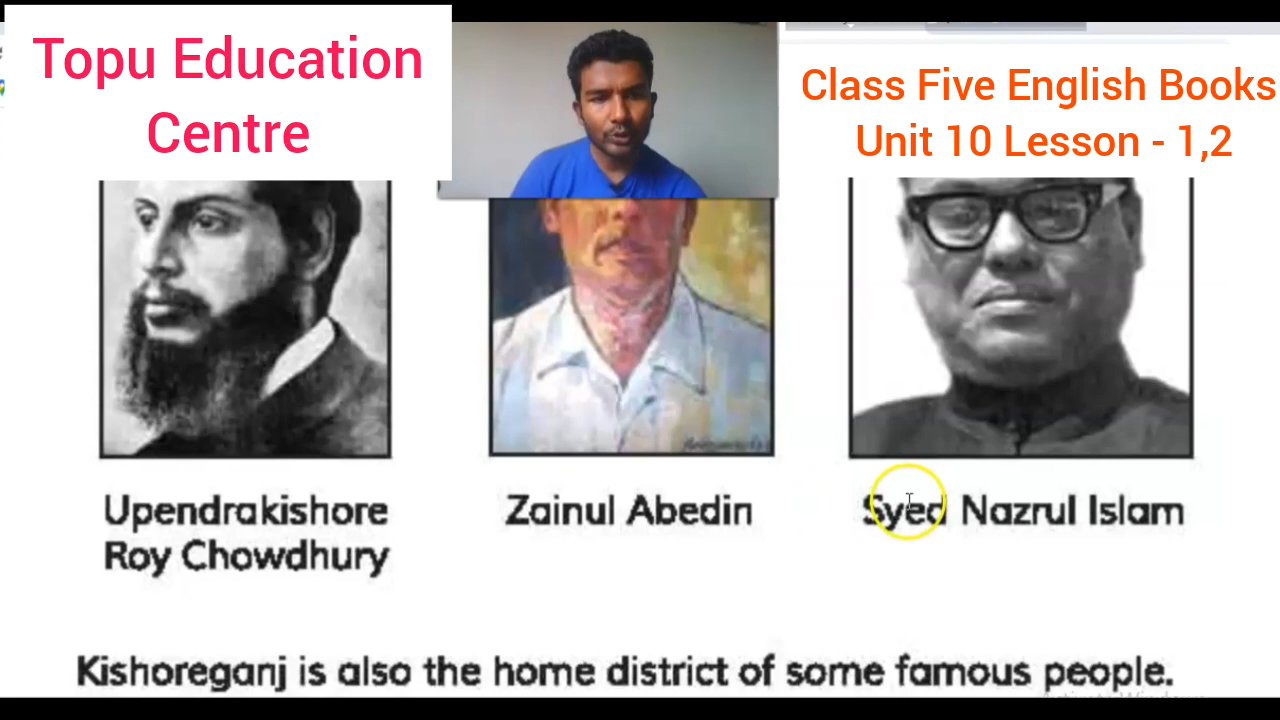 Topu Education
Centre
Class Five English Books
Unit 10 Lesson - 1,2
Upendrakishore
Roy Chowdhury
Zainul Abedin
Syed Nazrul Islam
Kishoreganj is also the home district of some famous people.